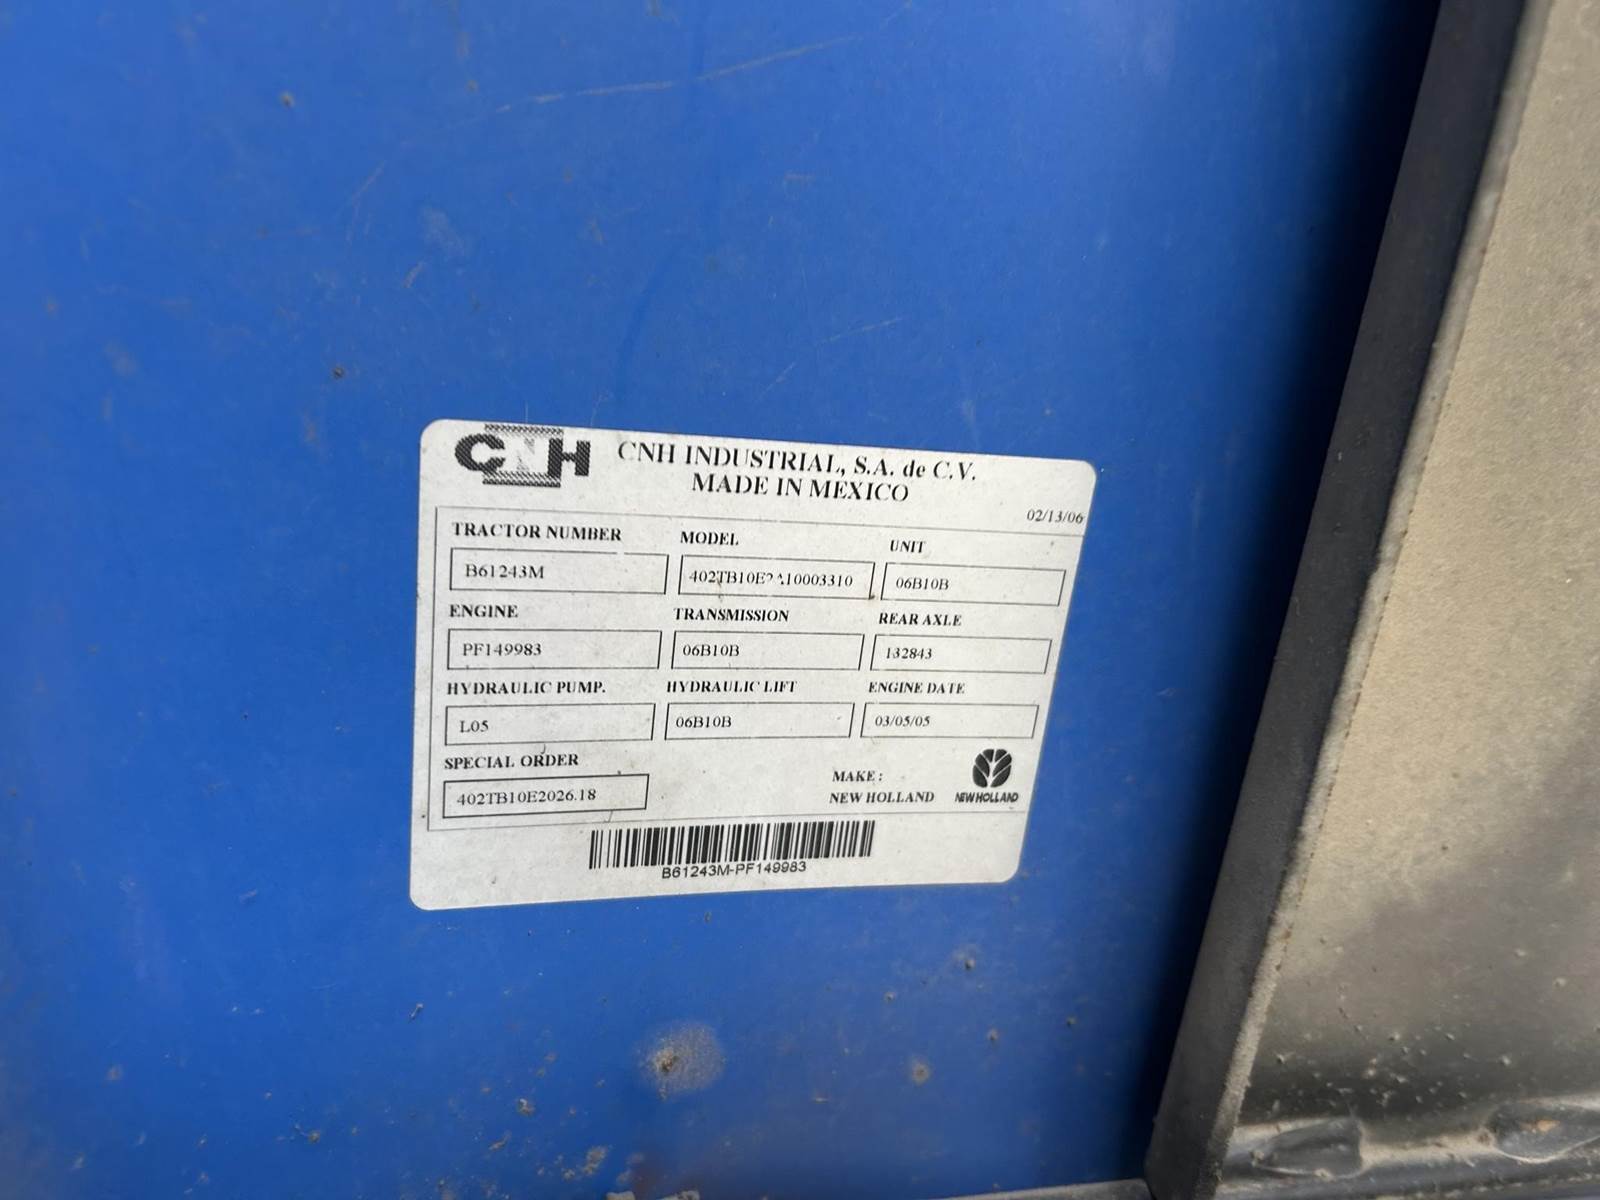 CNH
CNH INDUSTRIAL, S.A. de C.V.
MADE IN MEXICO
02/13/06
TRACTOR NUMBER MODEL UNIT
B61243M 06B10B
ENGINE TRANSMISSION REAR AXLE
PF149983 06B10B 132843
HYDRAULIC PUMP. HYDRAULIC LIFT ENGINE DATE
L05 06B10B 03/05/05
SPECIAL ORDER
402TB10E2026.18
MAKE :
NEW HOLLAND
NEW HOLLAND
B61243M-PF149983